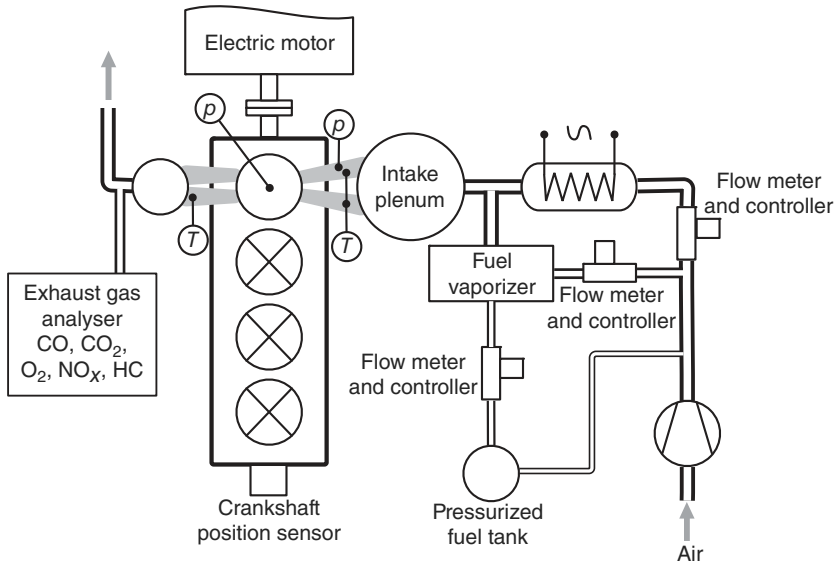 Electric motor
p
p
T
T
Intake
plenum
Flow meter
and controller
Fuel
vaporizer
Flow meter
and controller
Exhaust gas
analyser
CO, CO₂,
O₂, NOₓ, HC
Flow meter
and controller
Crankshaft
position sensor
Pressurized
fuel tank
Air